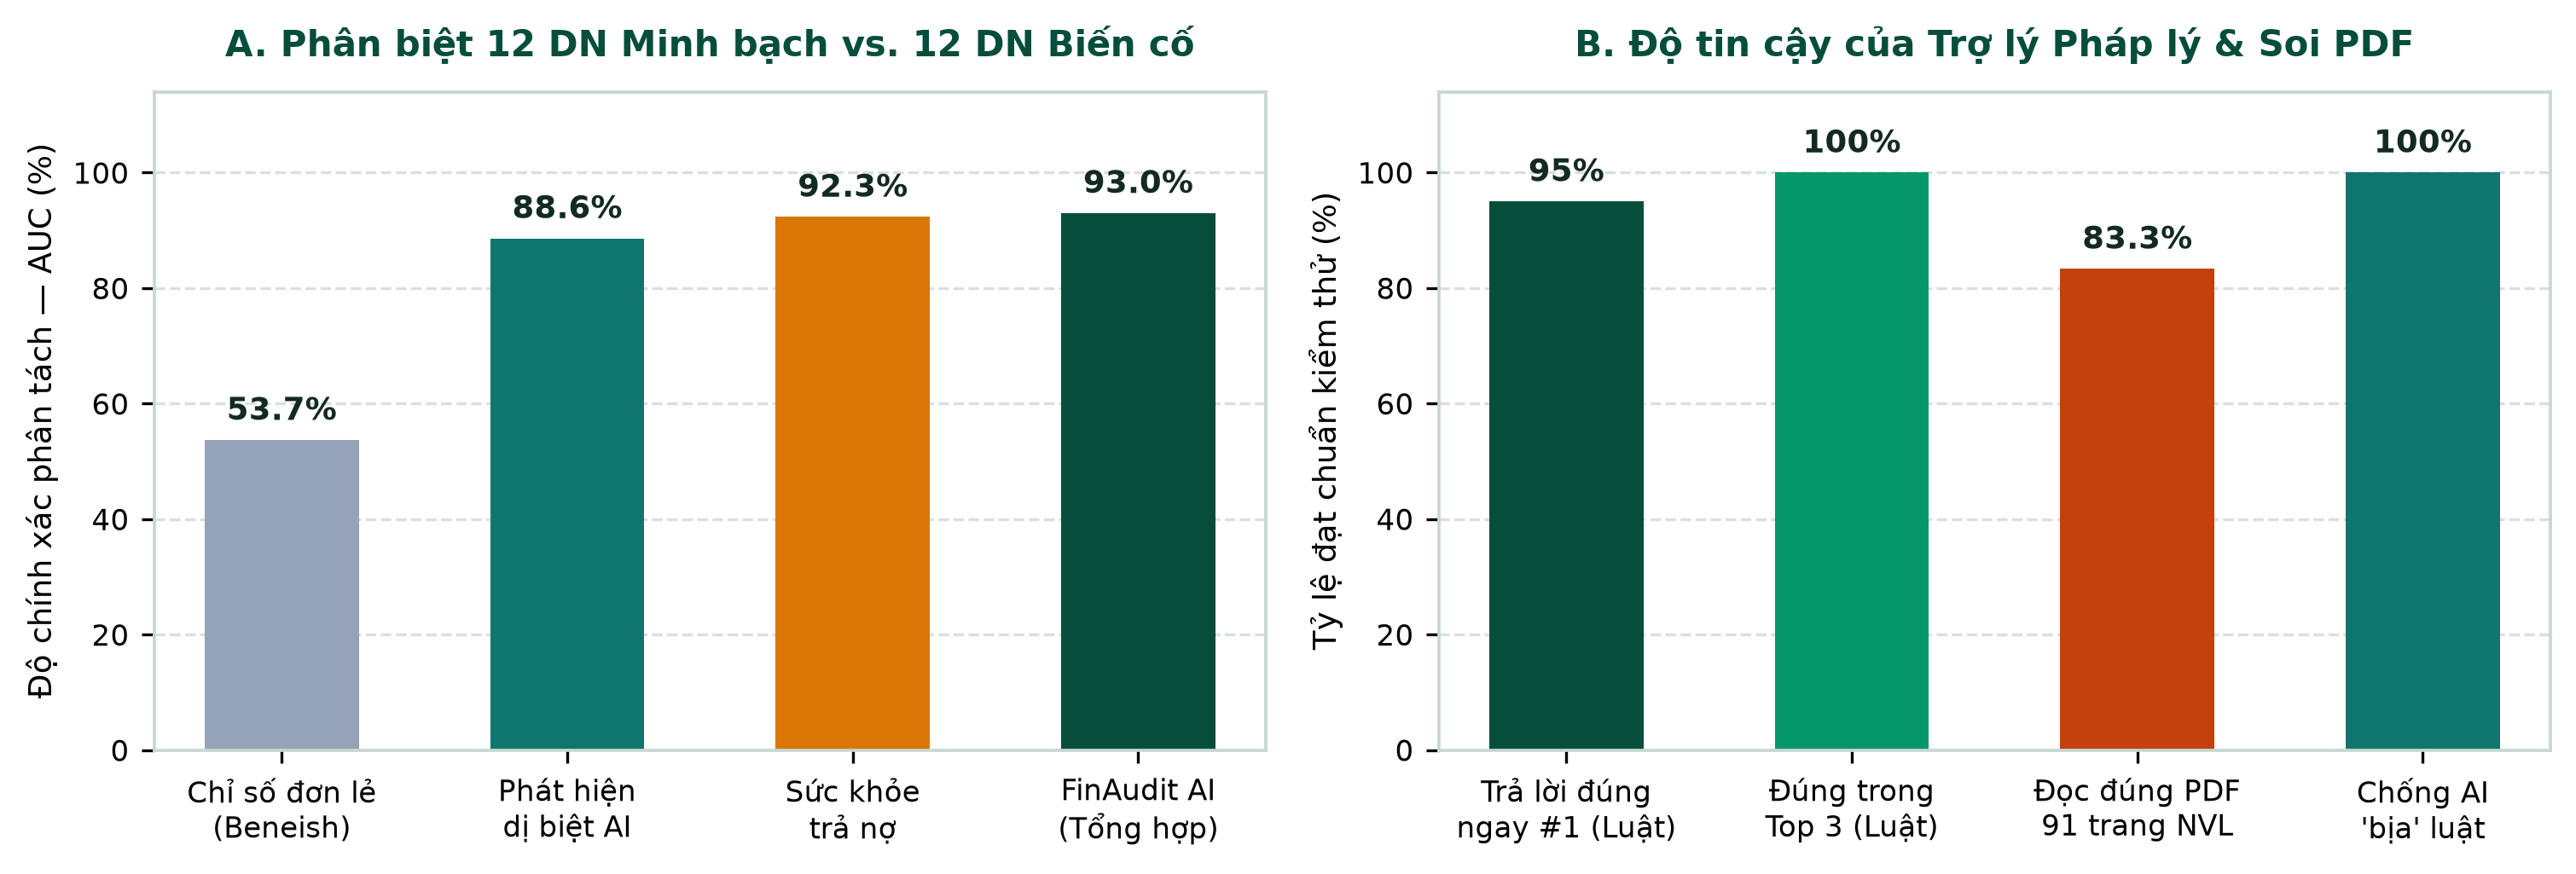 A. Phân biệt 12 DN Minh bạch vs. 12 DN Biến cố
Độ chính xác phân tách — AUC (%)
100
80
60
40
20
0
53.7%
88.6%
92.3%
93.0%
Chỉ số đơn lẻ
(Beneish)
Phát hiện
dị biệt AI
Sức khỏe
trả nợ
FinAudit AI
(Tổng hợp)
B. Độ tin cậy của Trợ lý Pháp lý & Soi PDF
Tỷ lệ đạt chuẩn kiểm thử (%)
100
80
60
40
20
0
95%
100%
83.3%
100%
Trả lời đúng
ngay #1 (Luật)
Đúng trong
Top 3 (Luật)
Đọc đúng PDF
91 trang NVL
Chống AI
'bịa' luật